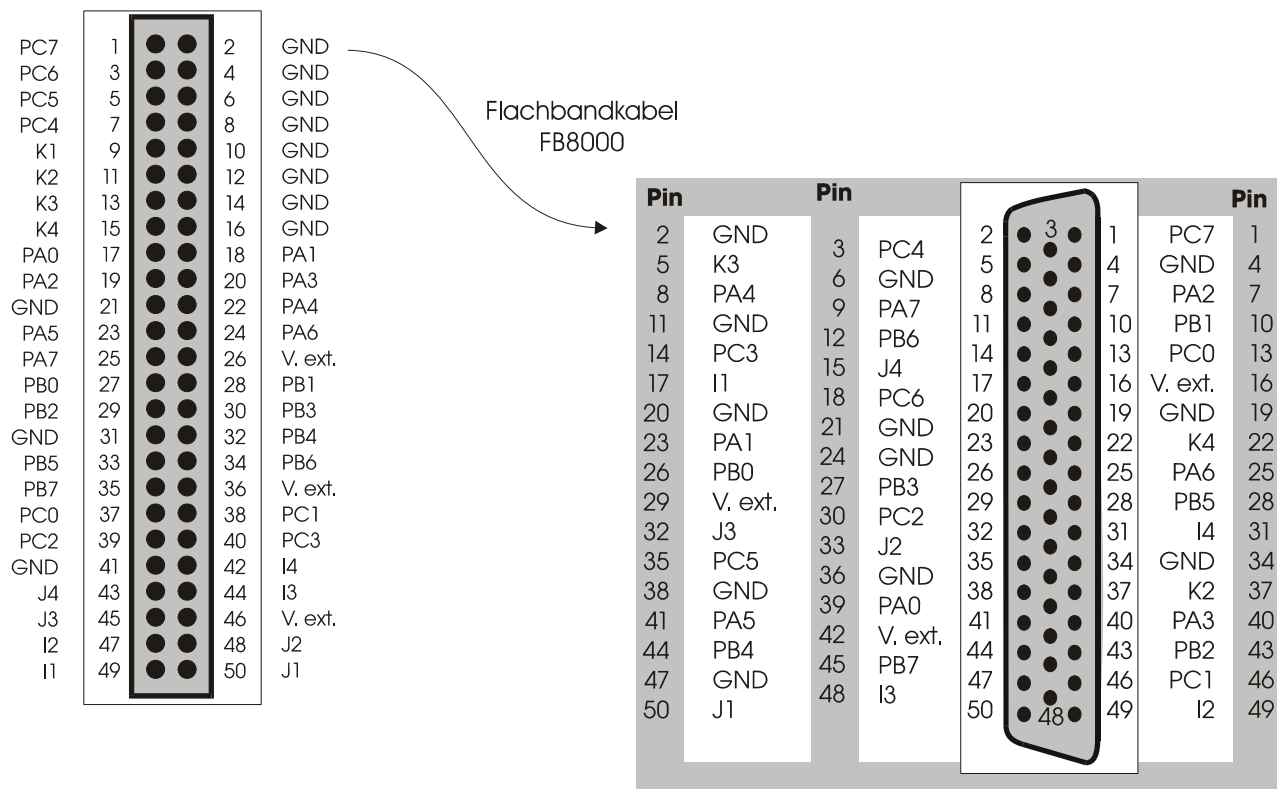 PC7 1 2 GND
PC6 3 4 GND
PC5 5 6 GND
PC4 7 8 GND
K1 9 10 GND
K2 11 12 GND
K3 13 14 GND
K4 15 16 GND
PA0 17 18 PA1
PA2 19 20 PA3
GND 21 22 PA4
PA5 23 24 PA6
PA7 25 26 V. ext.
PB0 27 28 PB1
PB2 29 30 PB3
GND 31 32 PB4
PB5 33 34 PB6
PB7 35 36 V. ext.
PC0 37 38 PC1
PC2 39 40 PC3
GND 41 42 I4
J4 43 44 I3
J3 45 46 V. ext.
I2 47 48 J2
I1 49 50 J1
Flachbandkabel
FB8000
Pin Pin Pin
2 GND 2 3 1 PC7 1
3 PC4
5 K3 5 4 GND 4
6 GND
8 PA4 8 7 PA2 7
9 PA7
11 GND 11 10 PB1 10
12 PB6
14 PC3 14 13 PC0 13
15 J4
17 I1 17 16 V. ext. 16
18 PC6
20 GND 20 19 GND 19
21 GND
23 PA1 23 22 K4 22
24 GND
26 PB0 26 25 PA6 25
27 PB3
29 V. ext. 29 28 PB5 28
30 PC2
32 J3 32 31 I4 31
33 J2
35 PC5 35 34 GND 34
36 GND
38 GND 38 37 K2 37
39 PA0
41 PA5 41 40 PA3 40
42 V. ext.
44 PB4 44 43 PB2 43
45 PB7
47 GND 47 46 PC1 46
48 I3
50 J1 50 48 49 I2 49